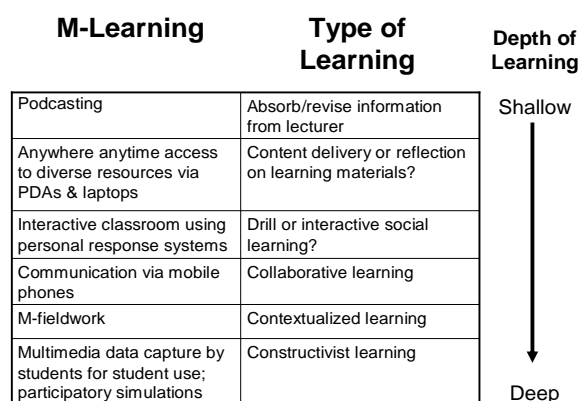 M-Learning
Type of
Learning
Depth of
Learning
Podcasting
Absorb/revise information
from lecturer
Shallow
Anywhere anytime access
to diverse resources via
PDAs & laptops
Content delivery or reflection
on learning materials?
Interactive classroom using
personal response systems
Drill or interactive social
learning?
Communication via mobile
phones
Collaborative learning
M-fieldwork
Contextualized learning
Multimedia data capture by
students for student use;
participatory simulations
Constructivist learning
Deep